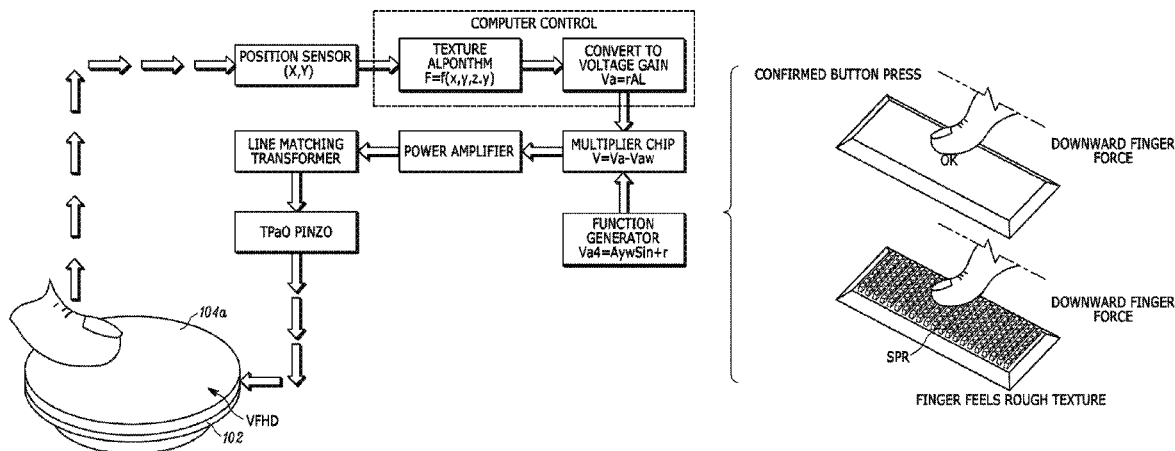 COMPUTER CONTROL
POSITION SENSOR
(X,Y)
TEXTURE
ALPONTHM
F=f(x,y,z.y)
CONVERT TO
VOLTAGE GAIN
Va=rAL
LINE MATCHING
TRANSFORMER
POWER AMPLIFIER
MULTIPLIER CHIP
V=Va-Vaw
TPaO PINZO
FUNCTION
GENERATOR
Va4=AywSin+r
104a
VFHD
102
CONFIRMED BUTTON PRESS
OK
DOWNWARD FINGER
FORCE
DOWNWARD FINGER
FORCE
SPR
FINGER FEELS ROUGH TEXTURE